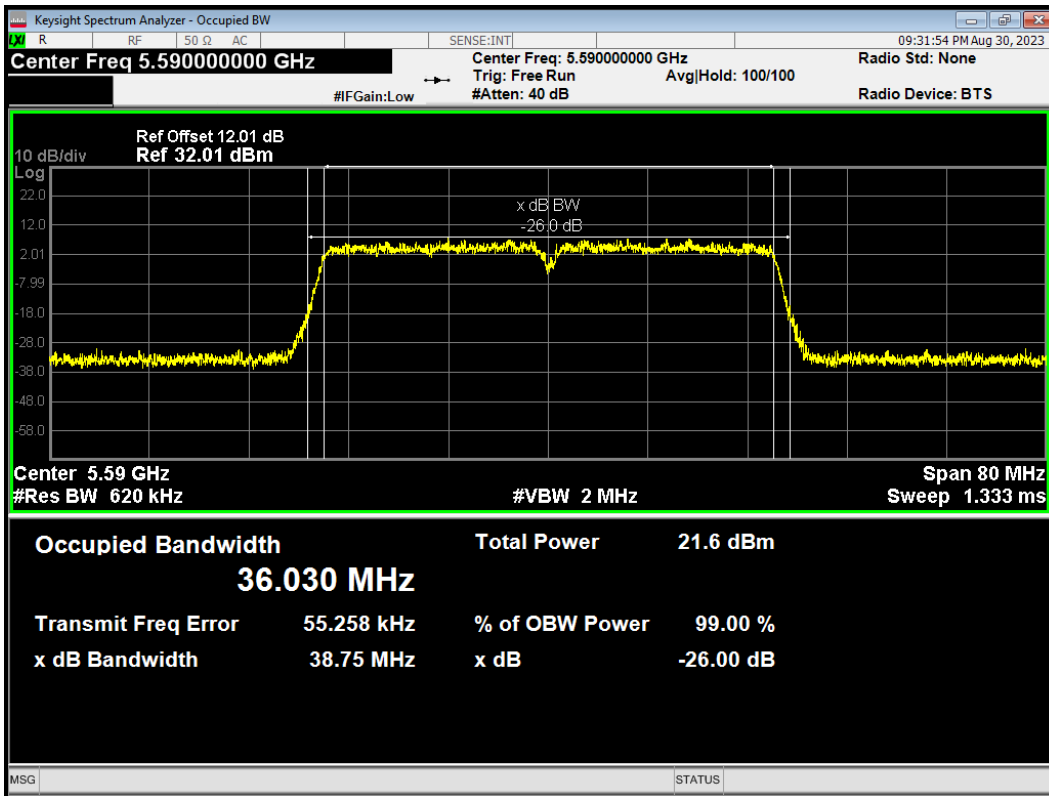 Keysight Spectrum Analyzer - Occupied BW
LXI R RF 50 Ω AC SENSE:INT 09:31:54 PM Aug 30, 2023
Center Freq 5.590000000 GHz Center Freq: 5.590000000 GHz Radio Std: None
Trig: Free Run Avg|Hold: 100/100
#IFGain:Low #Atten: 40 dB Radio Device: BTS
Ref Offset 12.01 dB
10 dB/div Ref 32.01 dBm
Log
22.0
12.0
2.01
-7.99
-18.0
-28.0
-38.0
-48.0
-58.0
x dB BW
-26.0 dB
Center 5.59 GHz Span 80 MHz
#Res BW 620 kHz #VBW 2 MHz Sweep 1.333 ms
Occupied Bandwidth Total Power 21.6 dBm
36.030 MHz
Transmit Freq Error 55.258 kHz % of OBW Power 99.00 %
x dB Bandwidth 38.75 MHz x dB -26.00 dB
MSG STATUS